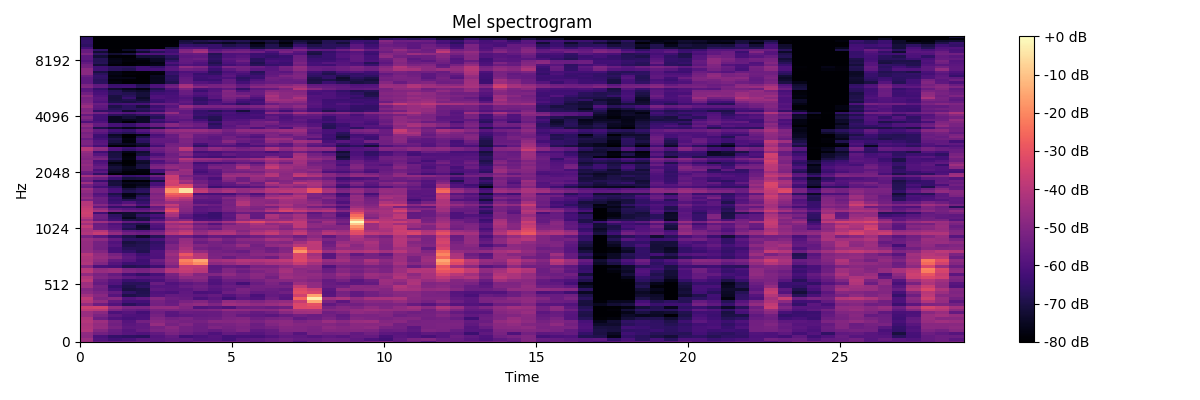 Mel spectrogram
8192
4096
2048
1024
512
0
Hz
0 5 10 15 20 25
Time
+0 dB
-10 dB
-20 dB
-30 dB
-40 dB
-50 dB
-60 dB
-70 dB
-80 dB